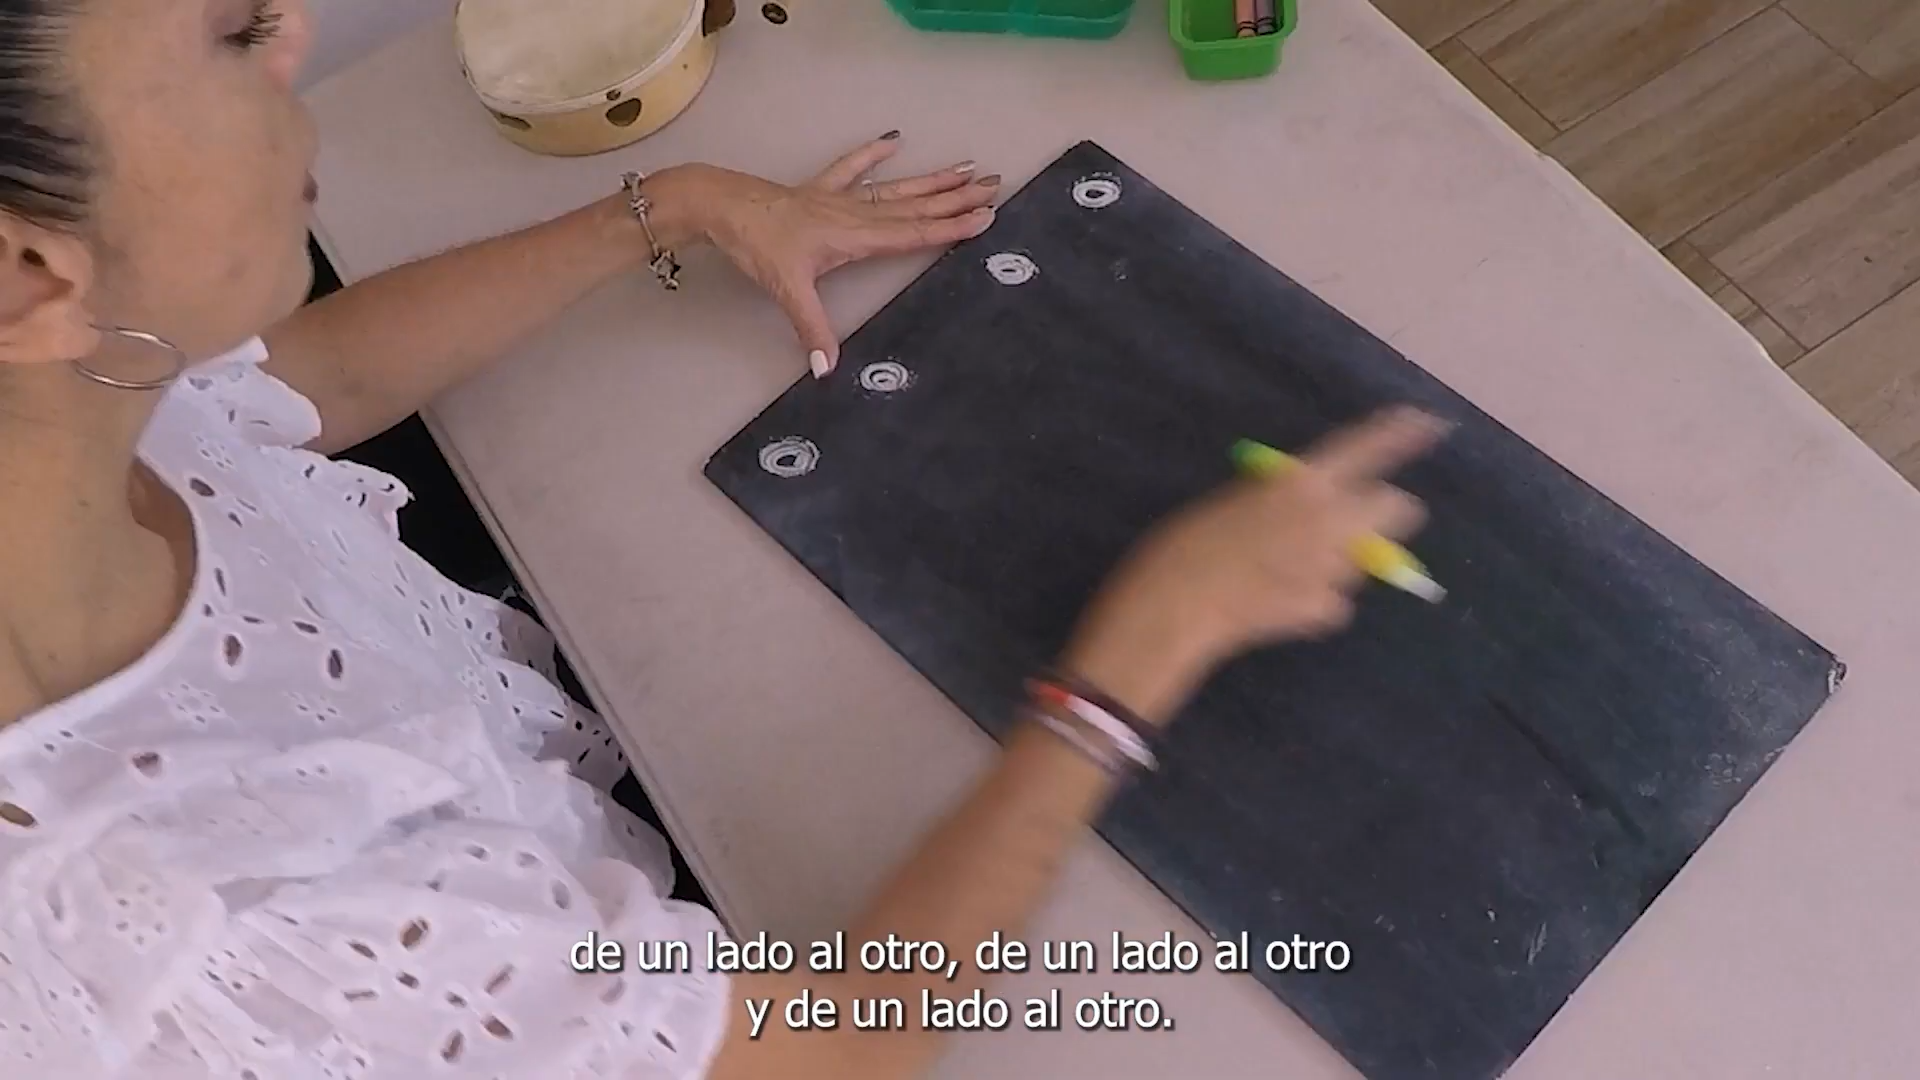 de un lado al otro, de un lado al otro
y de un lado al otro.